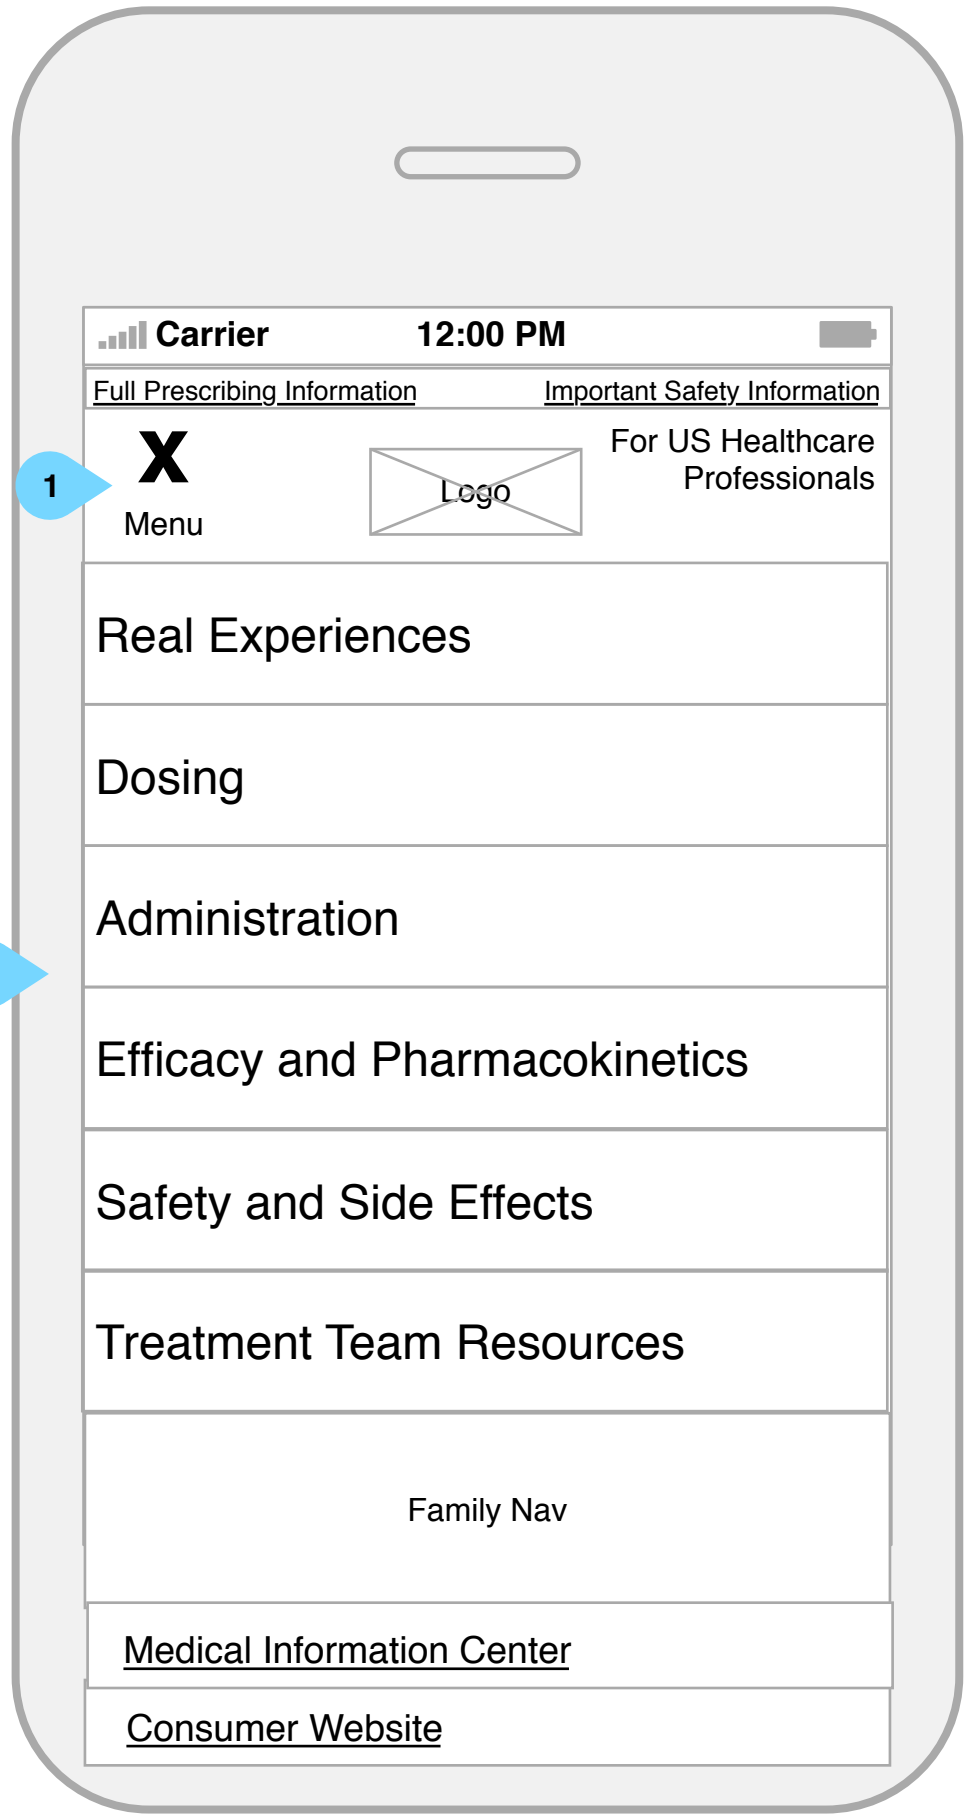 Carrier 12:00 PM
Full Prescribing Information Important Safety Information
X
Menu
Logo
For US Healthcare
Professionals
1
Real Experiences
Dosing
Administration
Efficacy and Pharmacokinetics
Safety and Side Effects
Treatment Team Resources
Family Nav
Medical Information Center
Consumer Website